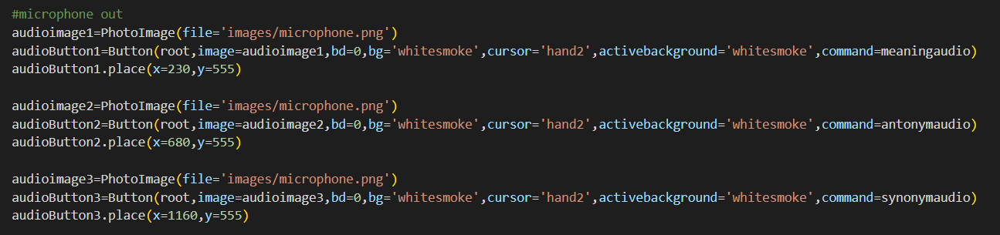 #microphone out
audioimage1=PhotoImage(file='images/microphone.png')
audioButton1=Button(root,image=audioimage1,bd=0,bg='whitesmoke',cursor='hand2',activebackground='whitesmoke',command=meaningaudio)
audioButton1.place(x=230,y=555)

audioimage2=PhotoImage(file='images/microphone.png')
audioButton2=Button(root,image=audioimage2,bd=0,bg='whitesmoke',cursor='hand2',activebackground='whitesmoke',command=antonymaudio)
audioButton2.place(x=680,y=555)

audioimage3=PhotoImage(file='images/microphone.png')
audioButton3=Button(root,image=audioimage3,bd=0,bg='whitesmoke',cursor='hand2',activebackground='whitesmoke',command=synonymaudio)
audioButton3.place(x=1160,y=555)